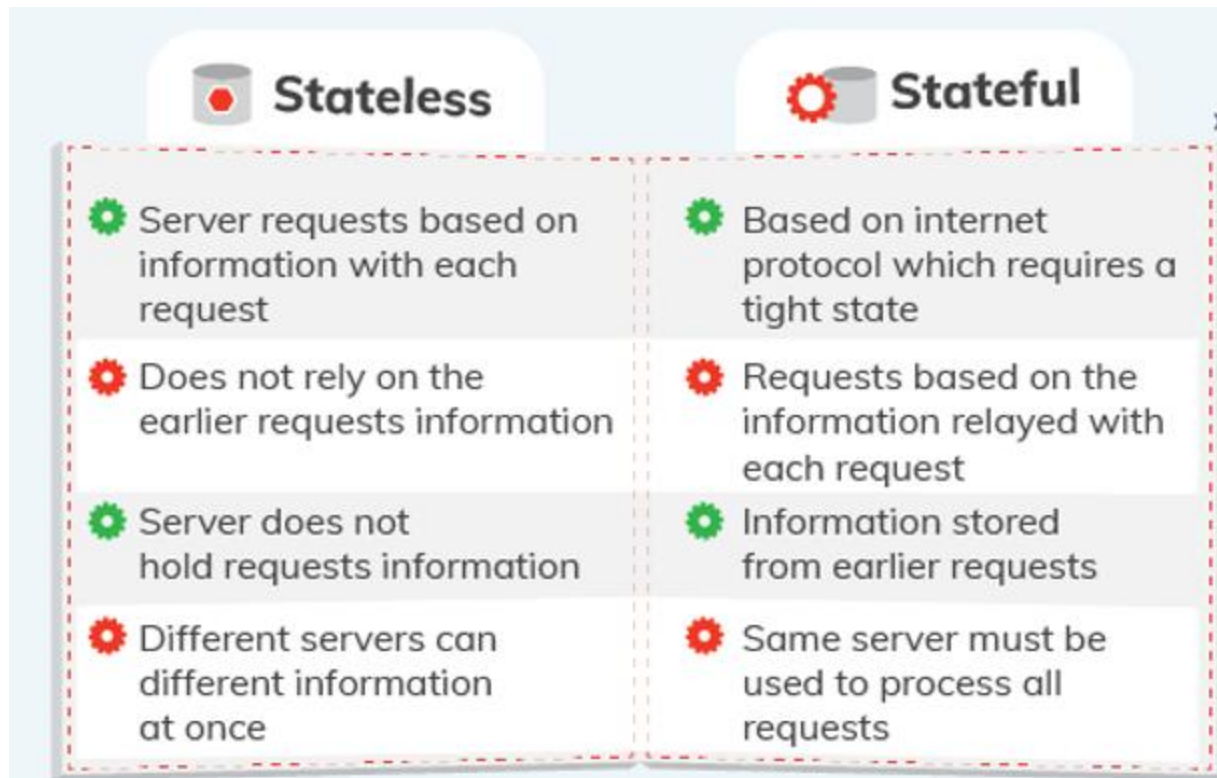 Stateless
Server requests based on
information with each
request
Does not rely on the
earlier requests information
Server does not
hold requests information
Different servers can
different information
at once
Stateful
Based on internet
protocol which requires a
tight state
Requests based on the
information relayed with
each request
Information stored
from earlier requests
Same server must be
used to process all
requests